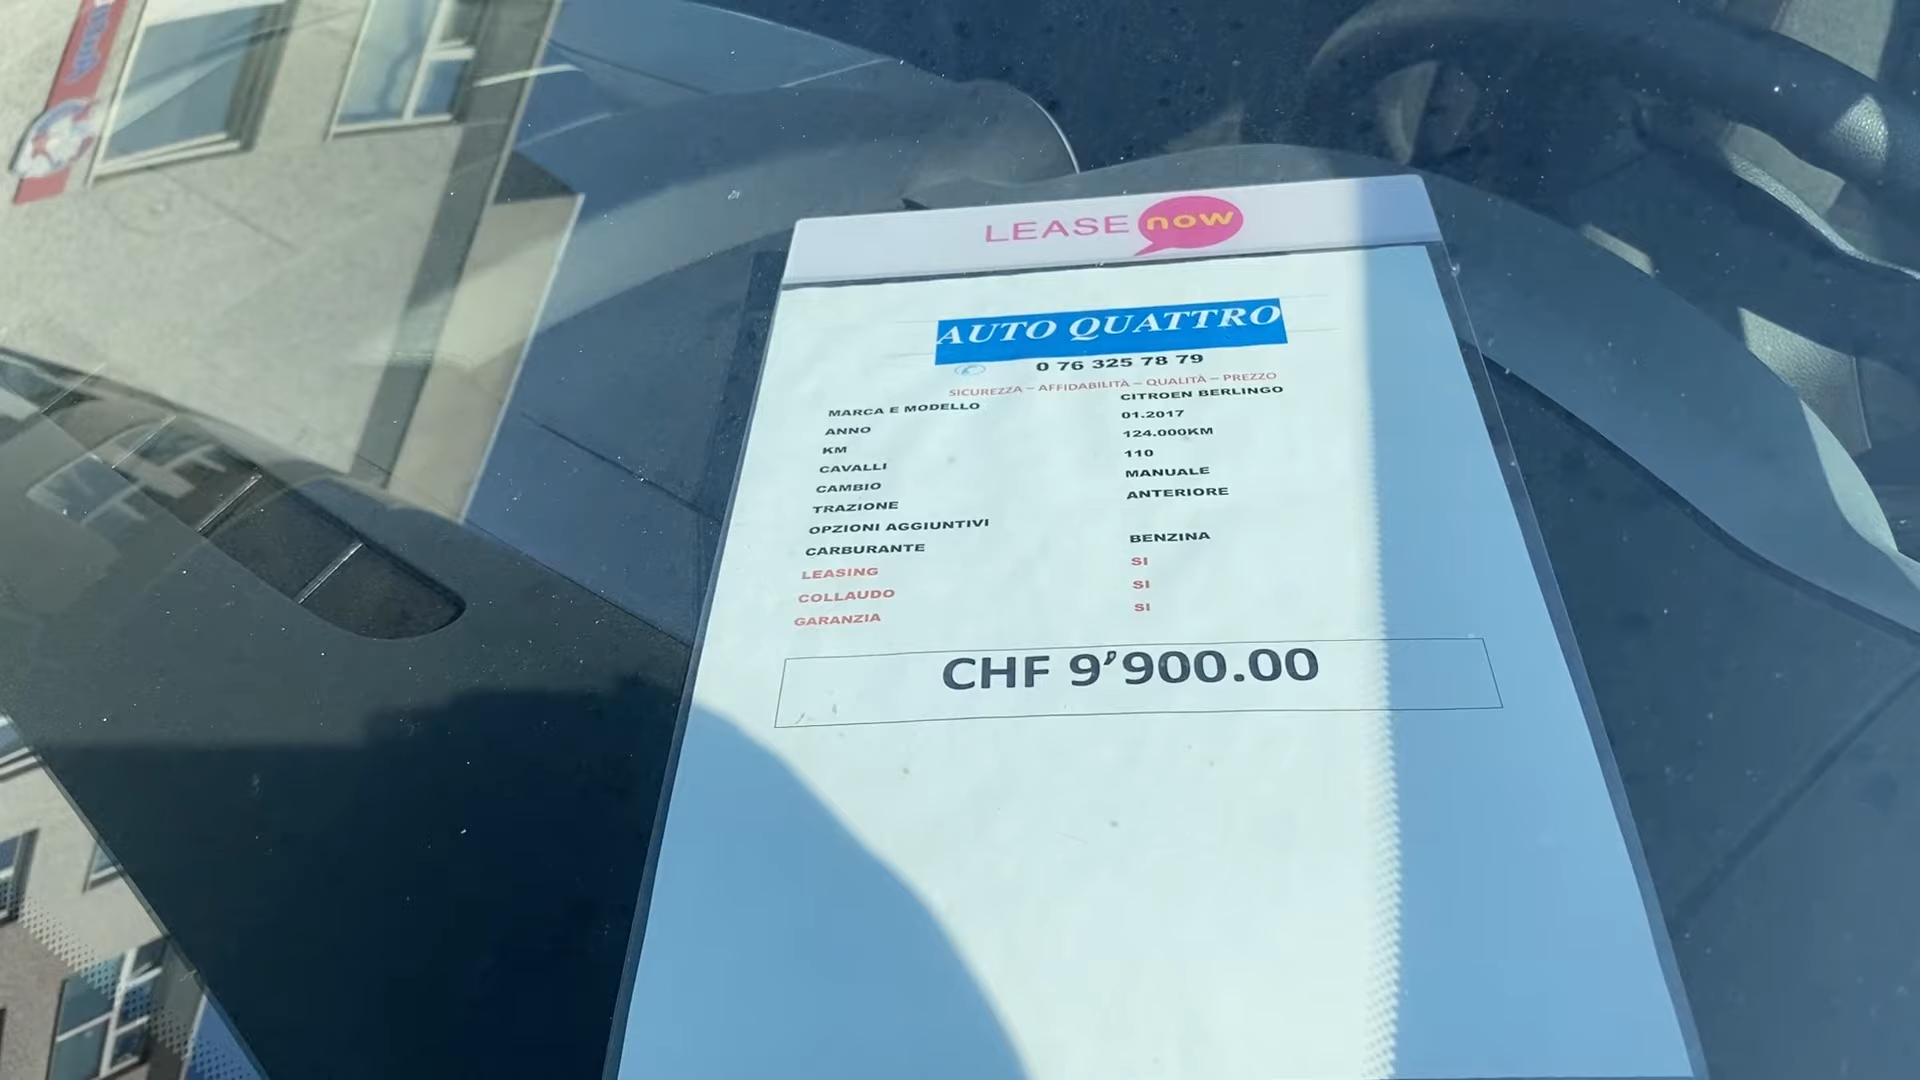 LEASE now
AUTO QUATTRO
0 76 325 78 79
SICUREZZA – AFFIDABILITÀ – QUALITÀ – PREZZO
MARCA E MODELLO CITROEN BERLINGO
ANNO 01.2017
KM 124.000KM
CAVALLI 110
CAMBIO MANUALE
TRAZIONE ANTERIORE
OPZIONI AGGIUNTIVI
CARBURANTE BENZINA
LEASING SI
COLLAUDO SI
GARANZIA SI
CHF 9’900.00